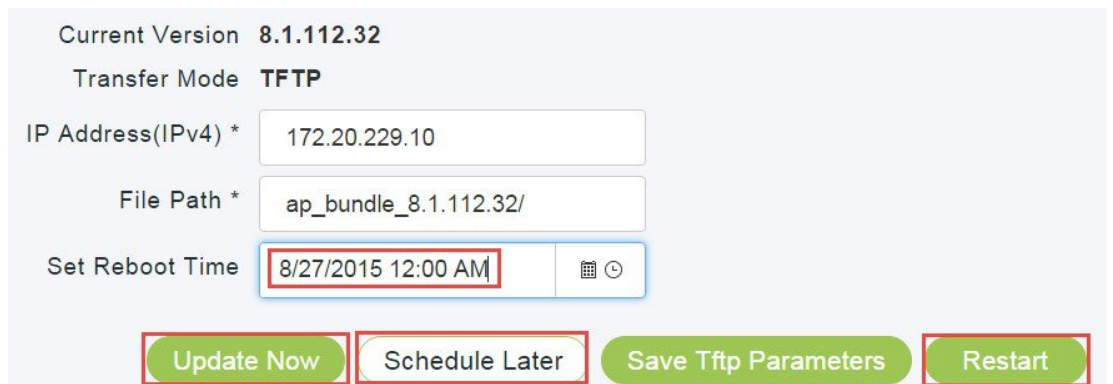 Current Version 8.1.112.32
Transfer Mode TFTP
IP Address(IPv4) * 172.20.229.10
File Path * ap_bundle_8.1.112.32/
Set Reboot Time 8/27/2015 12:00 AM
Update Now Schedule Later Save Tftp Parameters Restart